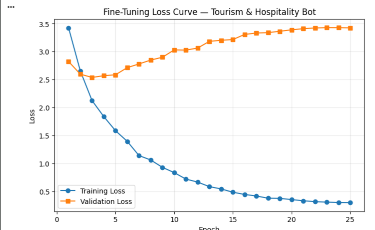 ...
Fine-Tuning Loss Curve — Tourism & Hospitality Bot
3.5
3.0
2.5
2.0
1.5
1.0
0.5
Loss
Training Loss
Validation Loss
0 5 10 15 20 25
Epoch